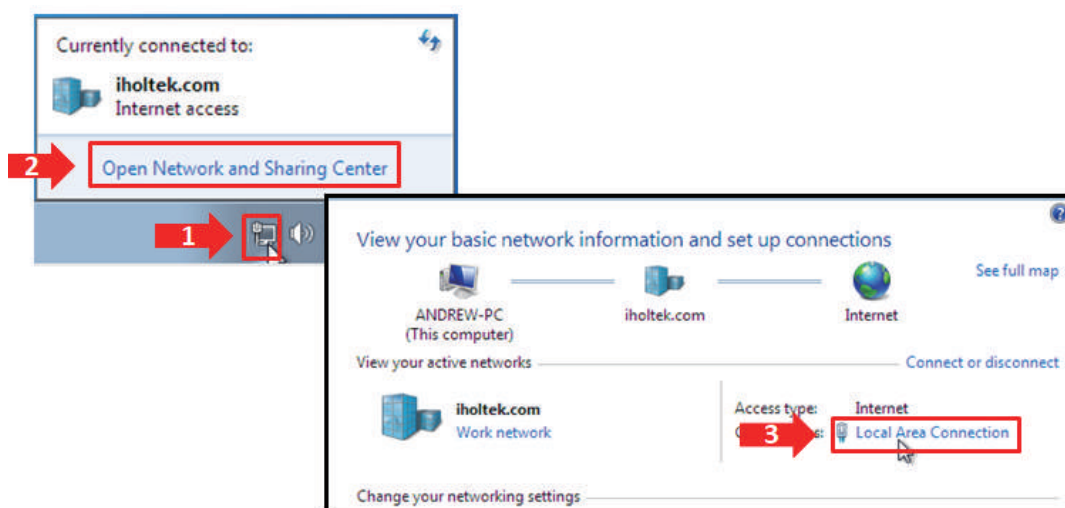 Currently connected to:
iholtek.com
Internet access
2
Open Network and Sharing Center
1
View your basic network information and set up connections
See full map
ANDREW-PC
(This computer)
iholtek.com
Internet
View your active networks
Connect or disconnect
iholtek.com
Work network
Access type: Internet
3
Local Area Connection
Change your networking settings